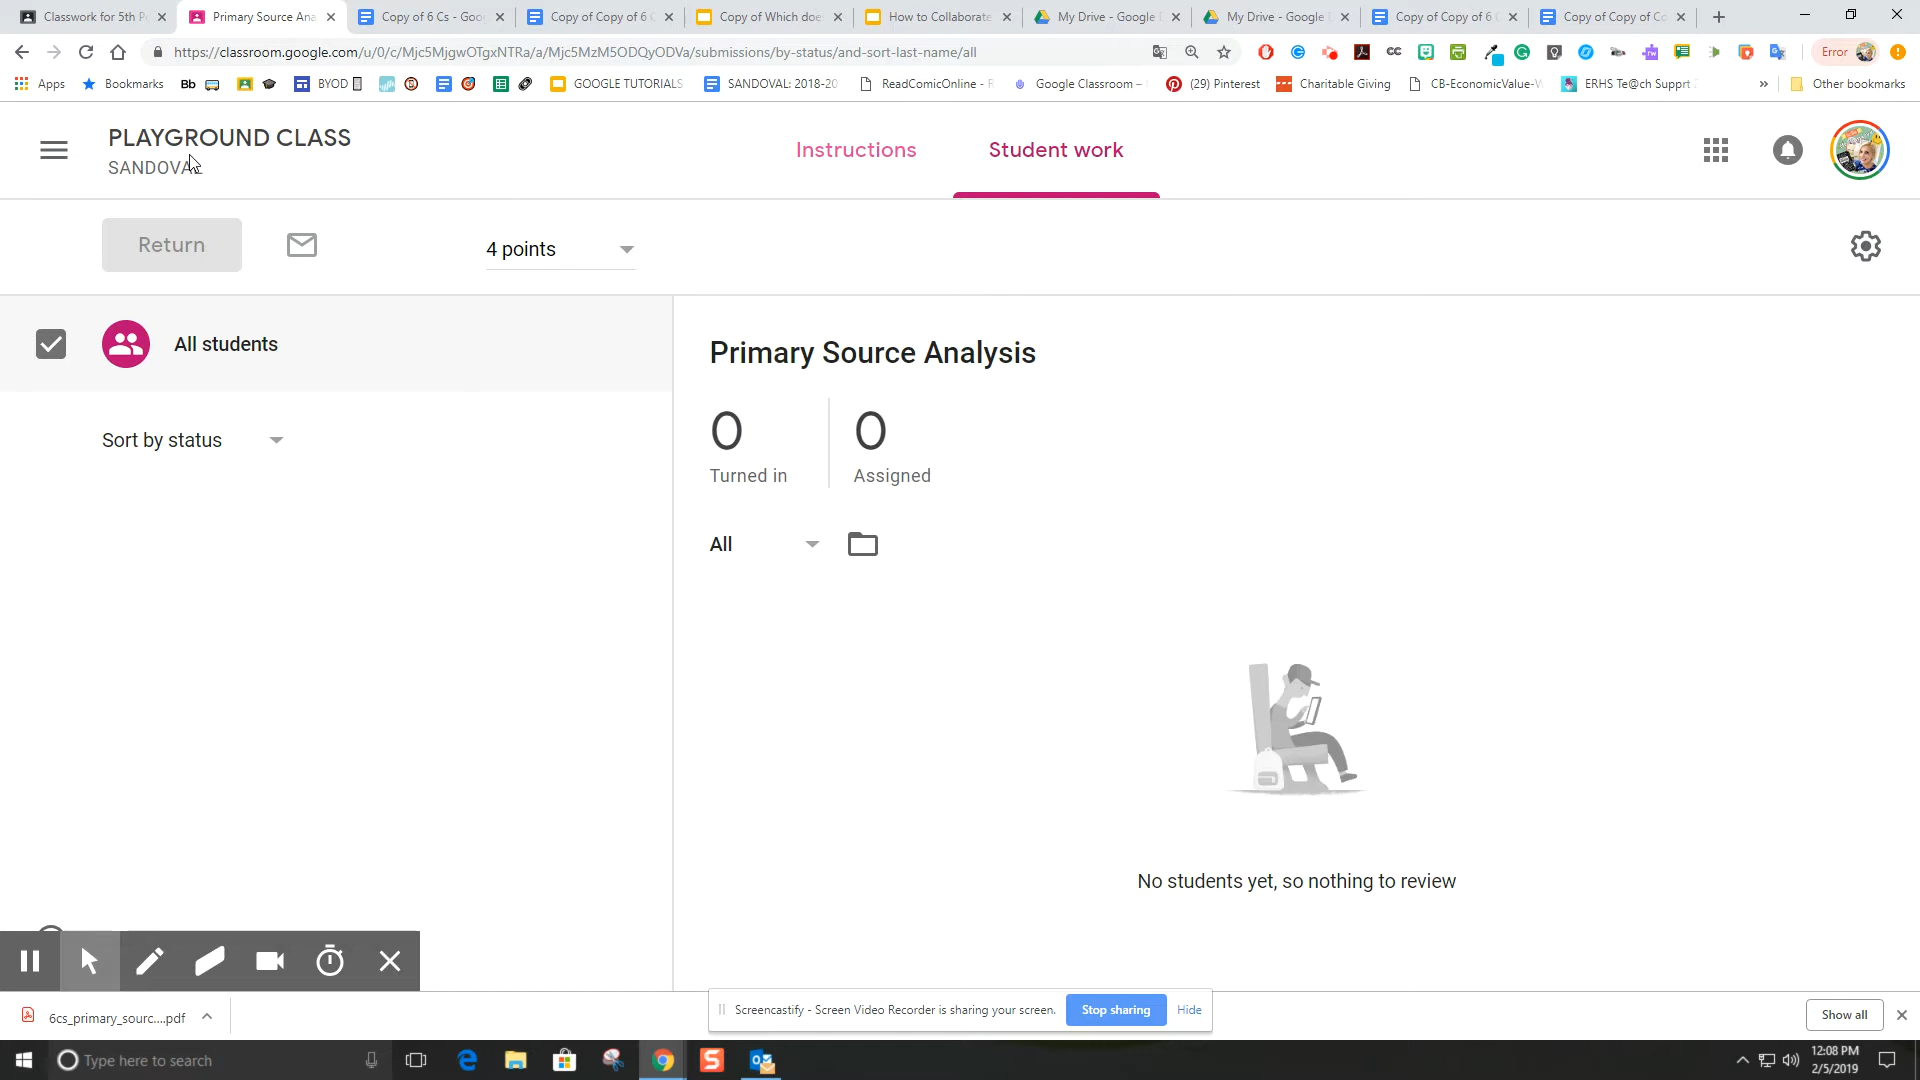 Classwork for 5th P
Primary Source Ana
Copy of 6 Cs - Goo
Copy of Copy of 6 C
Copy of Which doe
How to Collaborate
My Drive - Google D
My Drive - Google
Copy of Copy of 6
Copy of Copy of Co
https://classroom.google.com/u/0/c/Mjc5MjgwOTgxNTRa/a/Mjc5MzM5ODQyODVa/submissions/by-status/and-sort-last-name/all
CC
Error
Apps
Bookmarks
Bb
BYOD
GOOGLE TUTORIALS
SANDOVAL: 2018-20
ReadComicOnline - R
Google Classroom –
(29) Pinterest
Charitable Giving
CB-EconomicValue-V
ERHS Te@ch Supprt
Other bookmarks
PLAYGROUND CLASS
SANDOVAL
Instructions
Student work
Return
4 points
All students
Primary Source Analysis
0
0
Turned in
Assigned
Sort by status
All
No students yet, so nothing to review
6cs_primary_sourc....pdf
Screencastify - Screen Video Recorder is sharing your screen.
Stop sharing
Hide
Show all
Type here to search
12:08 PM
2/5/2019